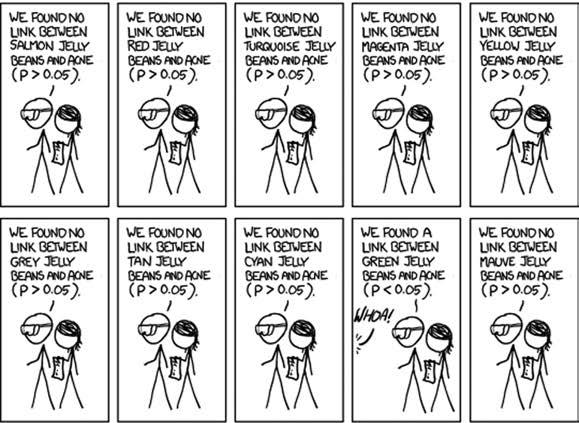 WE FOUND NO
LINK BETWEEN
SALMON JELLY
BEANS AND ACNE
(P > 0.05).
WE FOUND NO
LINK BETWEEN
RED JELLY
BEANS AND ACNE
(P > 0.05).
WE FOUND NO
LINK BETWEEN
TURQUOISE JELLY
BEANS AND ACNE
(P > 0.05).
WE FOUND NO
LINK BETWEEN
MAGENTA JELLY
BEANS AND ACNE
(P > 0.05).
WE FOUND NO
LINK BETWEEN
YELLOW JELLY
BEANS AND ACNE
(P > 0.05).
WE FOUND NO
LINK BETWEEN
GREY JELLY
BEANS AND ACNE
(P > 0.05).
WE FOUND NO
LINK BETWEEN
TAN JELLY
BEANS AND ACNE
(P > 0.05).
WE FOUND NO
LINK BETWEEN
CYAN JELLY
BEANS AND ACNE
(P > 0.05).
WE FOUND A
LINK BETWEEN
GREEN JELLY
BEANS AND ACNE
(P < 0.05).
WHOA!
WE FOUND NO
LINK BETWEEN
MAUVE JELLY
BEANS AND ACNE
(P > 0.05).